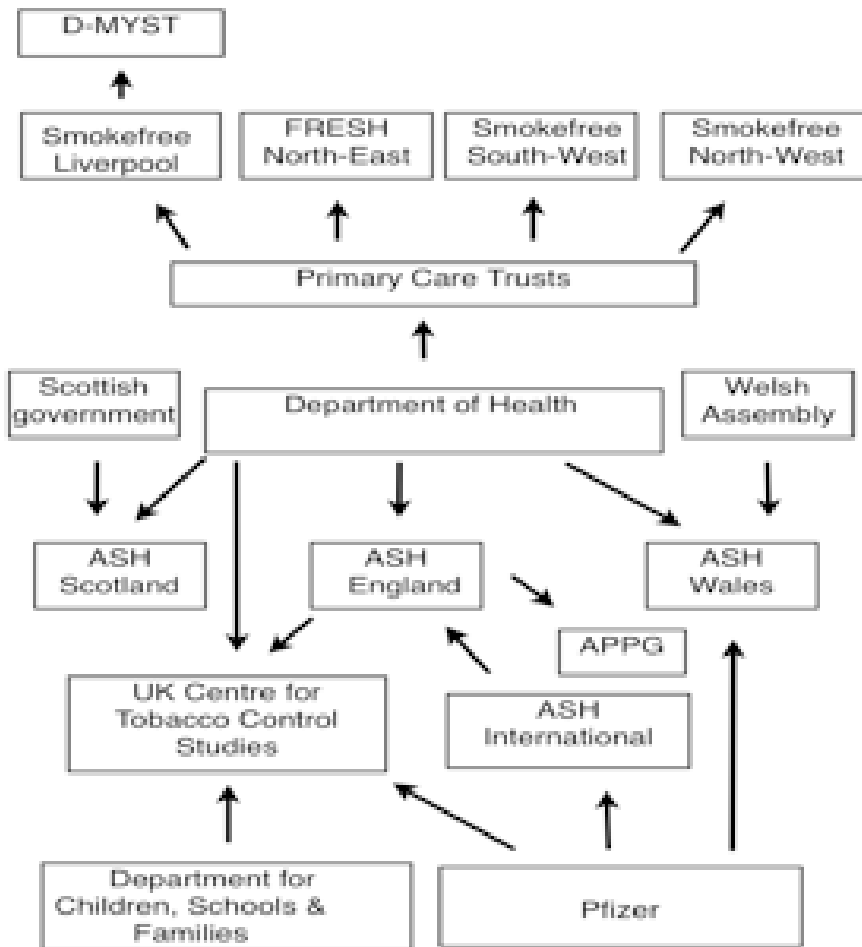 D-MYST
Smokefree
Liverpool
FRESH
North-East
Smokefree
South-West
Smokefree
North-West
Primary Care Trusts
Scottish
government
Department of Health
Welsh
Assembly
ASH
Scotland
ASH
England
ASH
Wales
APPG
UK Centre for
Tobacco Control
Studies
ASH
International
Department for
Children, Schools &
Families
Pfizer